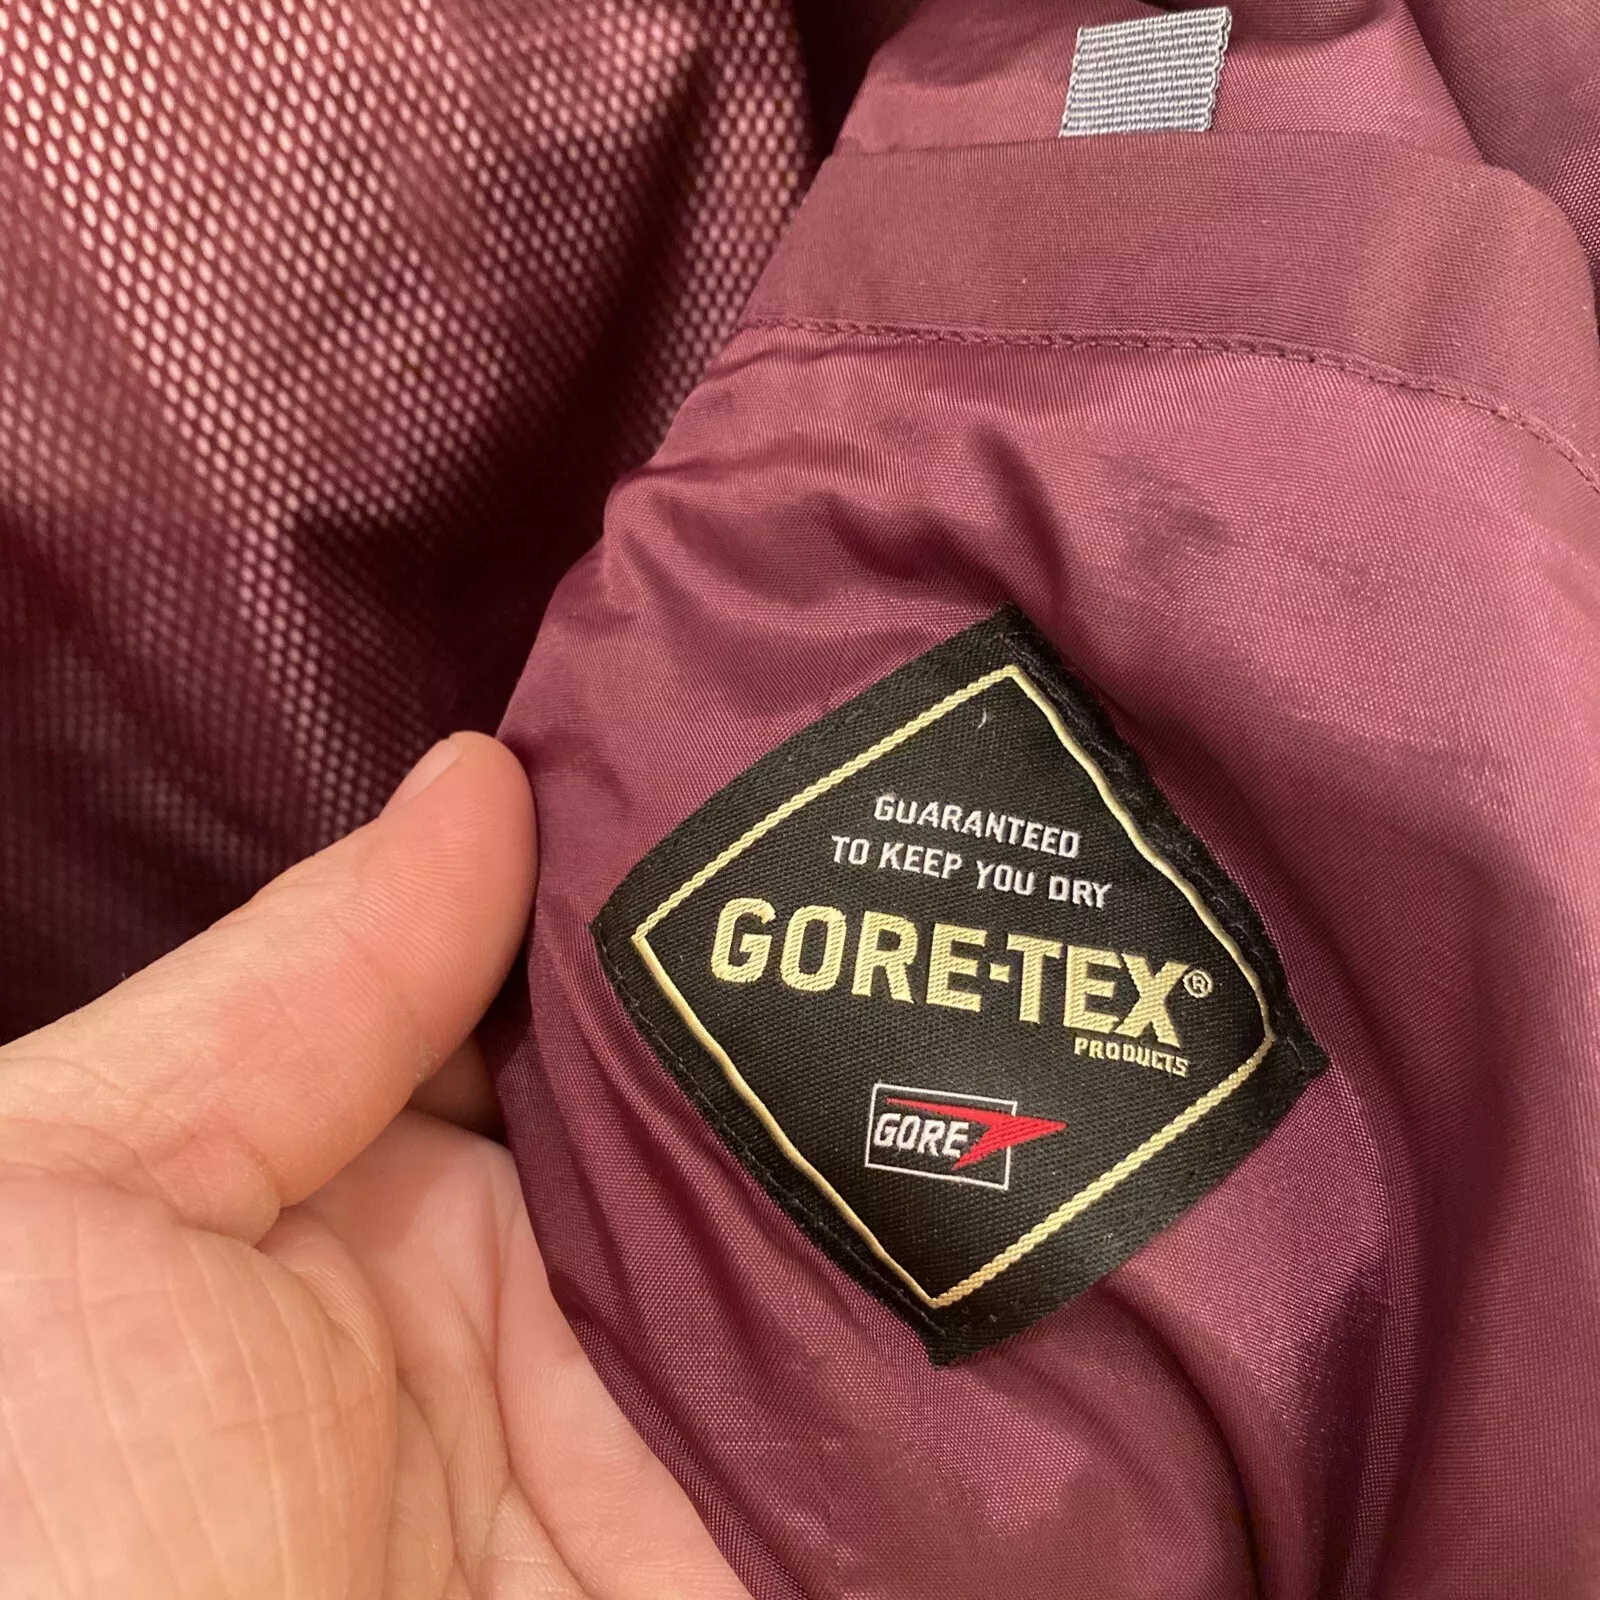 GUARANTEED
TO KEEP YOU DRY
GORE-TEX®
PRODUCTS
GORE